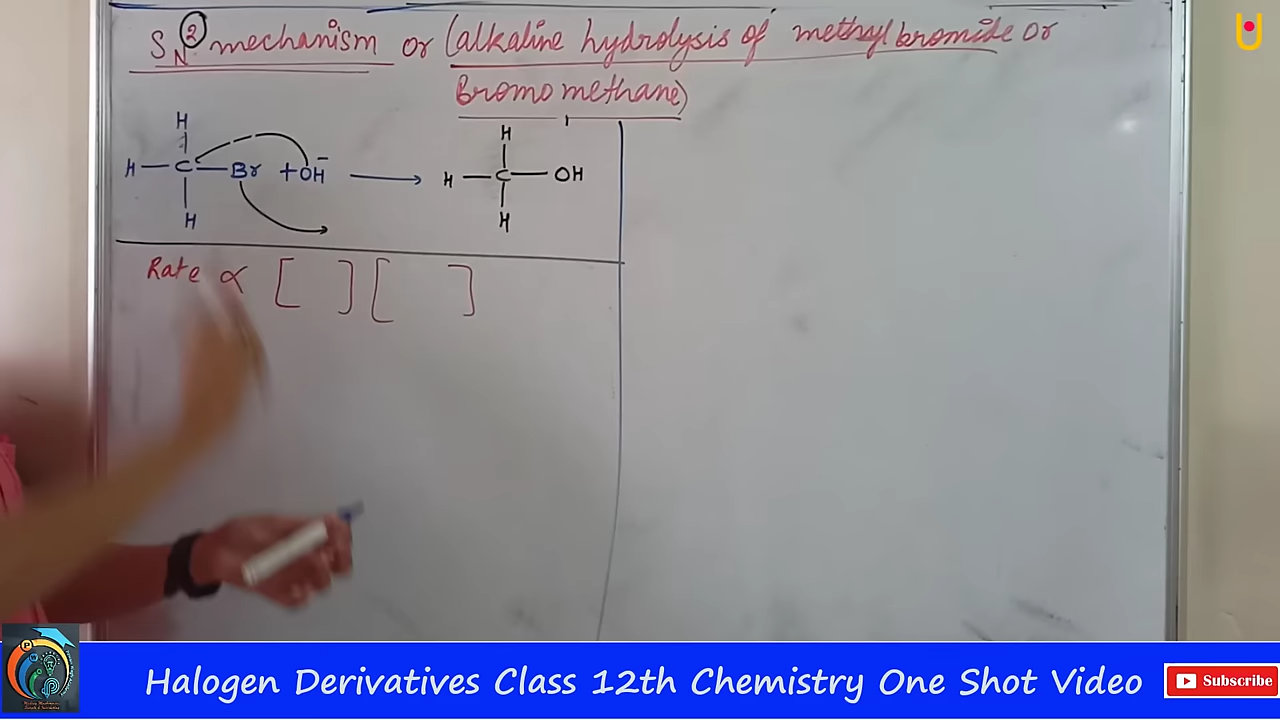 SN2 mechanism or (alkaline hydrolysis of methyl bromide or
Bromomethane)
H
H — C — Br + OH⁻ ⟶
H
H
H — C — OH
H
Rate ∝ [ ] [ ]
Halogen Derivatives Class 12th Chemistry One Shot Video
Subscribe